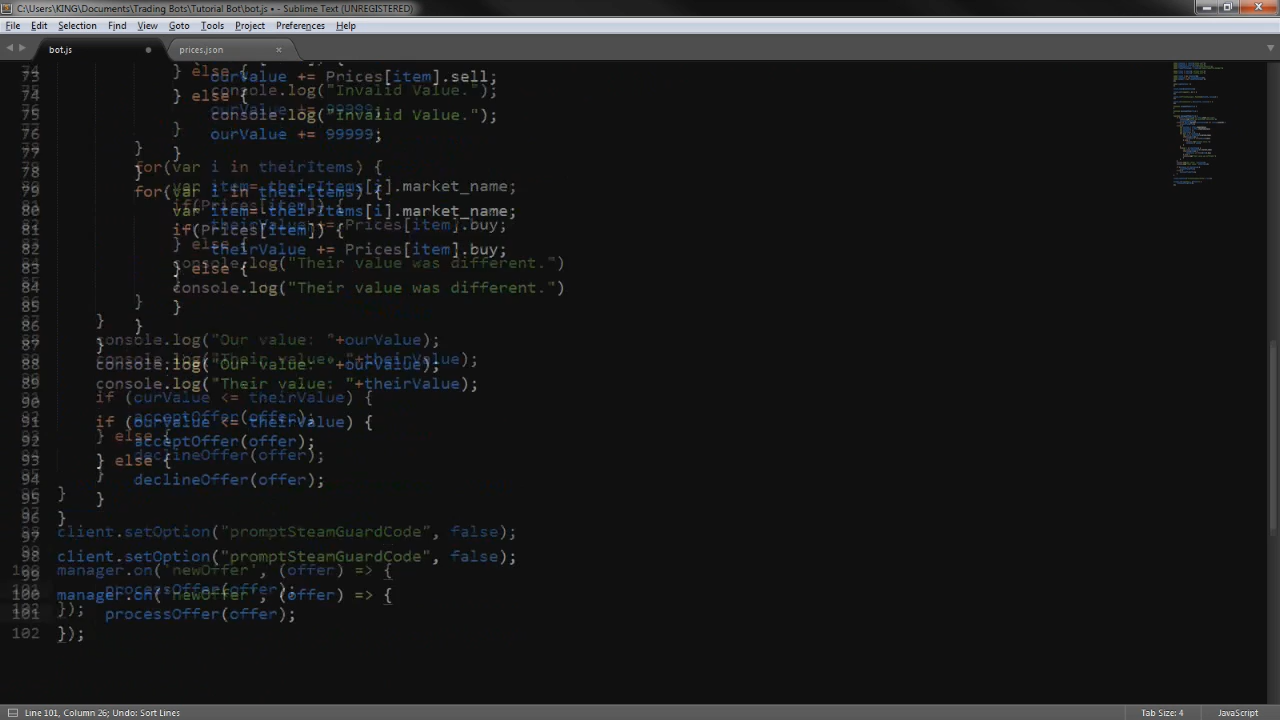 C:\Users\KING\Documents\Trading Bots\Tutorial Bot\bot.js • - Sublime Text (UNREGISTERED)
File Edit Selection Find View Goto Tools Project Preferences Help
bot.js prices.json
73 ourValue += Prices[item].sell;
74 } else {
75 console.log("Invalid Value.");
76 ourValue += 99999;
77 }
78 }
79 for(var i in theirItems) {
80 var item= theirItems[i].market_name;
81 if(Prices[item]) {
82 theirValue += Prices[item].buy;
83 } else {
84 console.log("Their value was different.")
85 }
86 }
87 }
88 console.log("Our value: "+ourValue);
89 console.log("Their value: "+theirValue);
90
91 if (ourValue <= theirValue) {
92 acceptOffer(offer);
93 } else {
94 declineOffer(offer);
95 }
96 }
97
98 client.setOption("promptSteamGuardCode", false);
99
100 manager.on('newOffer', (offer) => {
101 processOffer(offer);
102 });
Line 101, Column 26; Undo: Sort Lines Tab Size: 4 JavaScript